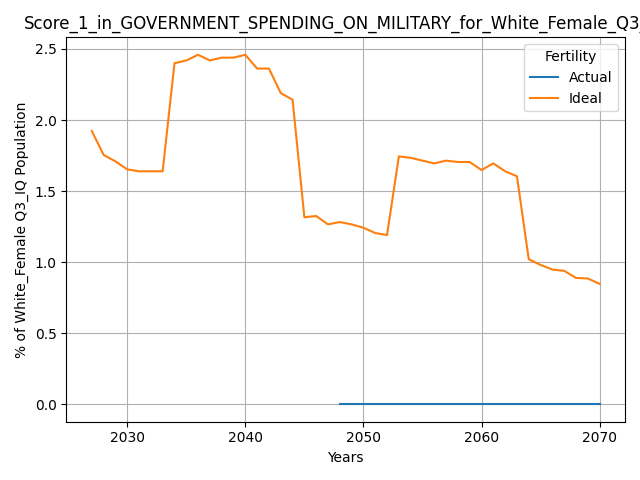 Score_1_in_GOVERNMENT_SPENDING_ON_MILITARY_for_White_Female_Q3_
Fertility
Actual
Ideal
% of White_Female Q3_IQ Population
2.5
2.0
1.5
1.0
0.5
0.0
2030 2040 2050 2060 2070
Years